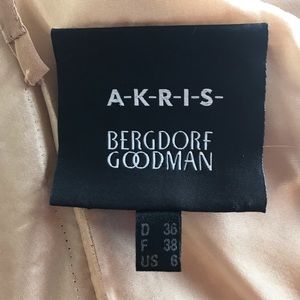 A-K-R-I-S-
BERGDORF
GOODMAN
D 36
F 38
US 6